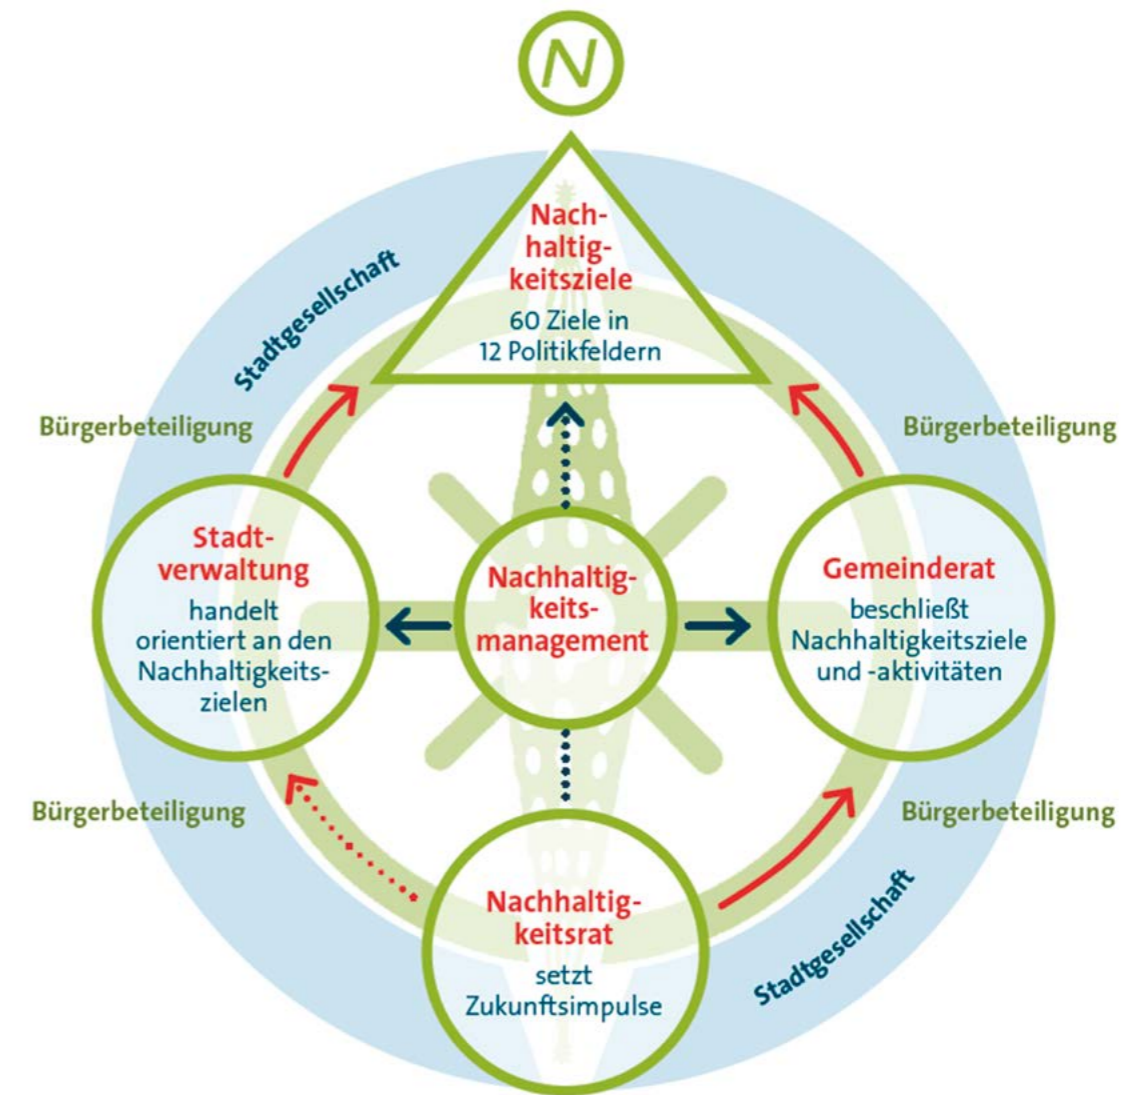 N
Nach-
haltig-
keitsziele
60 Ziele in
12 Politikfeldern
Stadtgesellschaft
Bürgerbeteiligung
Bürgerbeteiligung
Stadt-
verwaltung
handelt
orientiert an den
Nachhaltigkeits-
zielen
Nachhaltig-
keits-
management
Gemeinderat
beschließt
Nachhaltigkeitsziele
und -aktivitäten
Bürgerbeteiligung
Bürgerbeteiligung
Nachhaltig-
keitsrat
setzt
Zukunftsimpulse
Stadtgesellschaft